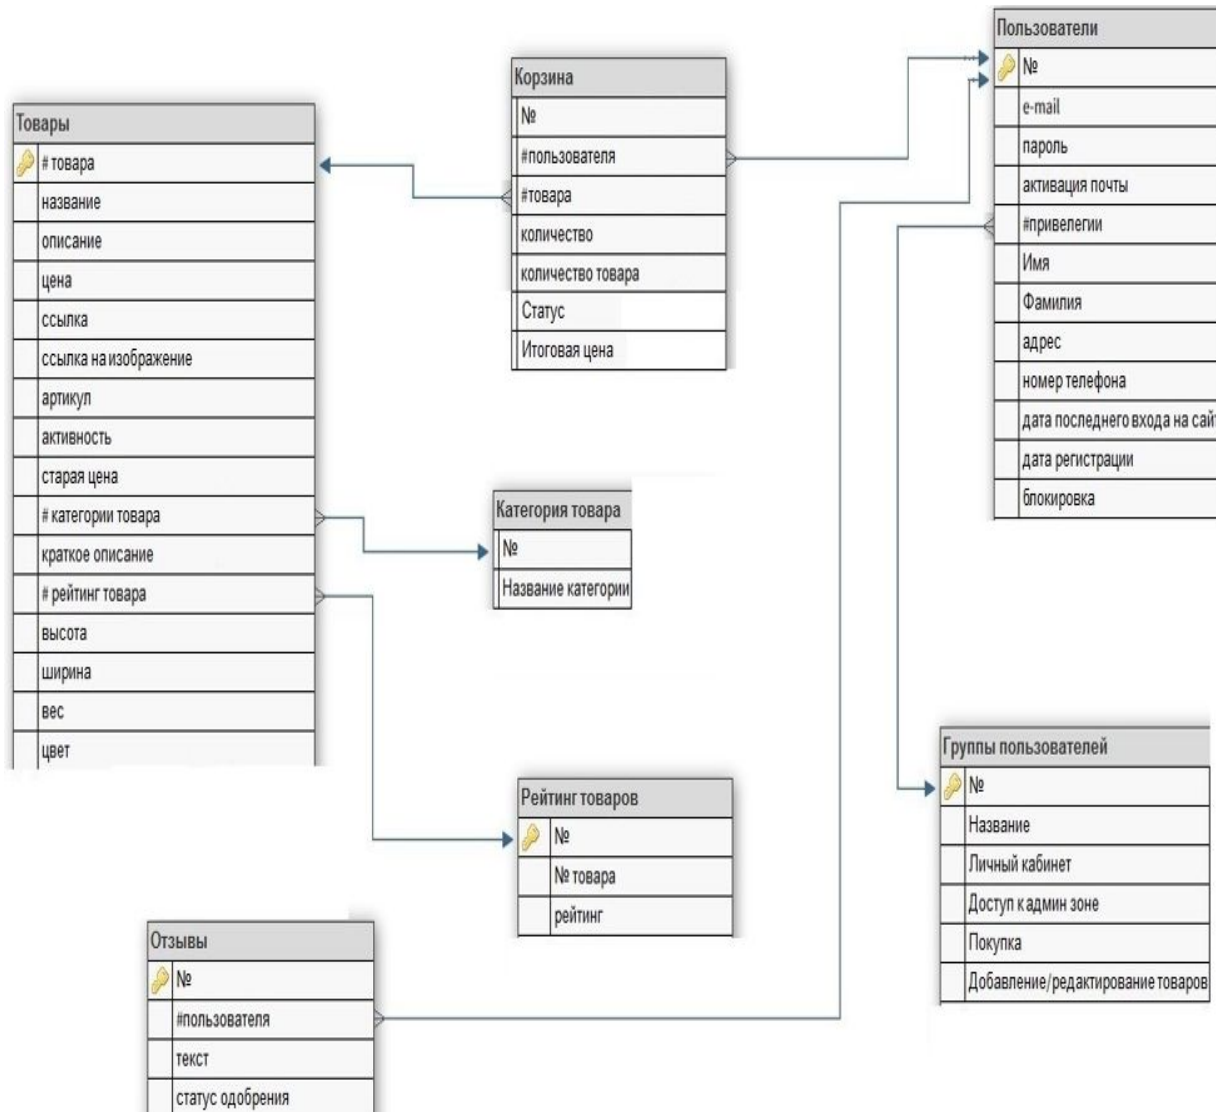 Товары
# товара
название
описание
цена
ссылка
ссылка на изображение
артикул
активность
старая цена
# категории товара
краткое описание
# рейтинг товара
высота
ширина
вес
цвет
Корзина
№
#пользователя
#товара
количество
количество товара
Статус
Итоговая цена
Категория товара
№
Название категории
Рейтинг товаров
№
№ товара
рейтинг
Отзывы
№
#пользователя
текст
статус одобрения
Пользователи
№
e-mail
пароль
активация почты
#привелегии
Имя
Фамилия
адрес
номер телефона
дата последнего входа на сайт
дата регистрации
блокировка
Группы пользователей
№
Название
Личный кабинет
Доступ к админ зоне
Покупка
Добавление/редактирование товаров